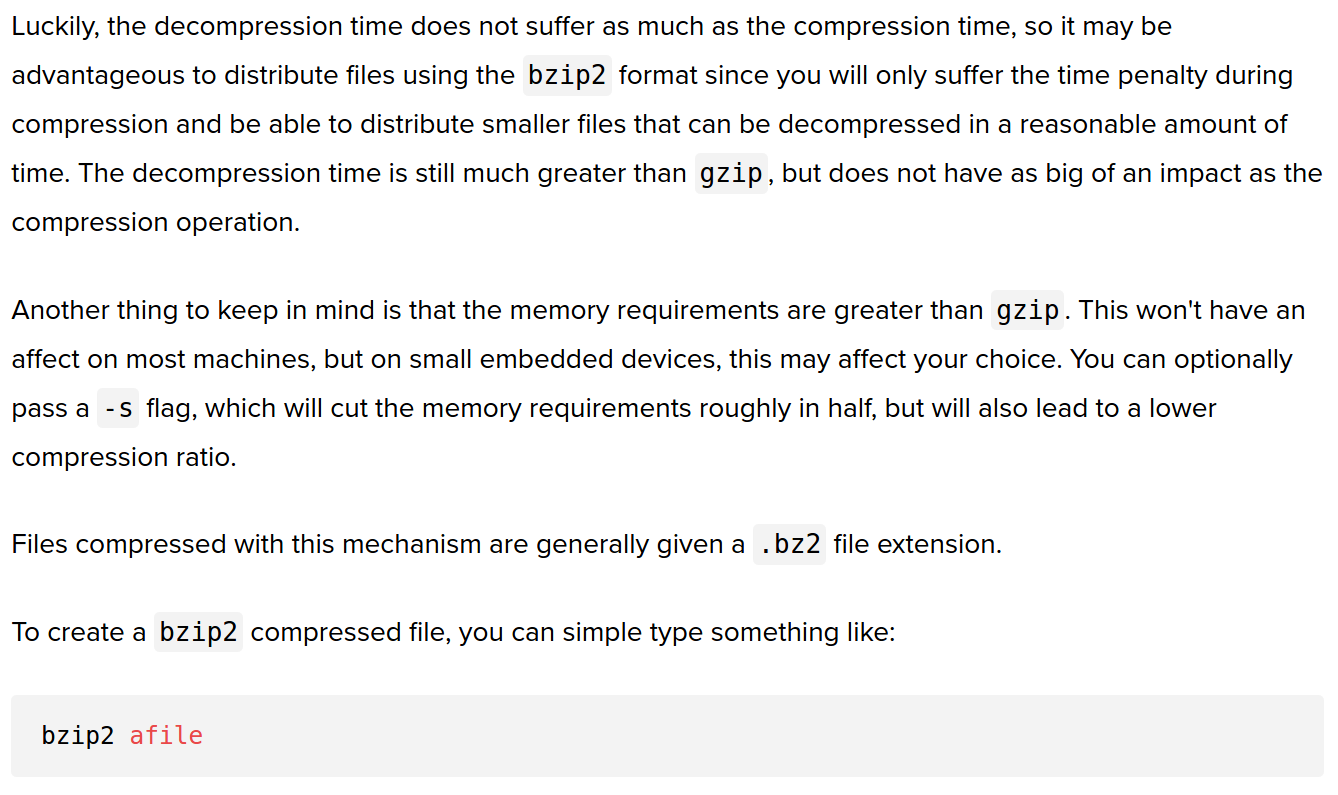 Luckily, the decompression time does not suffer as much as the compression time, so it may be
advantageous to distribute files using the bzip2 format since you will only suffer the time penalty during
compression and be able to distribute smaller files that can be decompressed in a reasonable amount of
time. The decompression time is still much greater than gzip, but does not have as big of an impact as the
compression operation.
Another thing to keep in mind is that the memory requirements are greater than gzip. This won't have an
affect on most machines, but on small embedded devices, this may affect your choice. You can optionally
pass a -s flag, which will cut the memory requirements roughly in half, but will also lead to a lower
compression ratio.
Files compressed with this mechanism are generally given a .bz2 file extension.
To create a bzip2 compressed file, you can simple type something like:
bzip2 afile